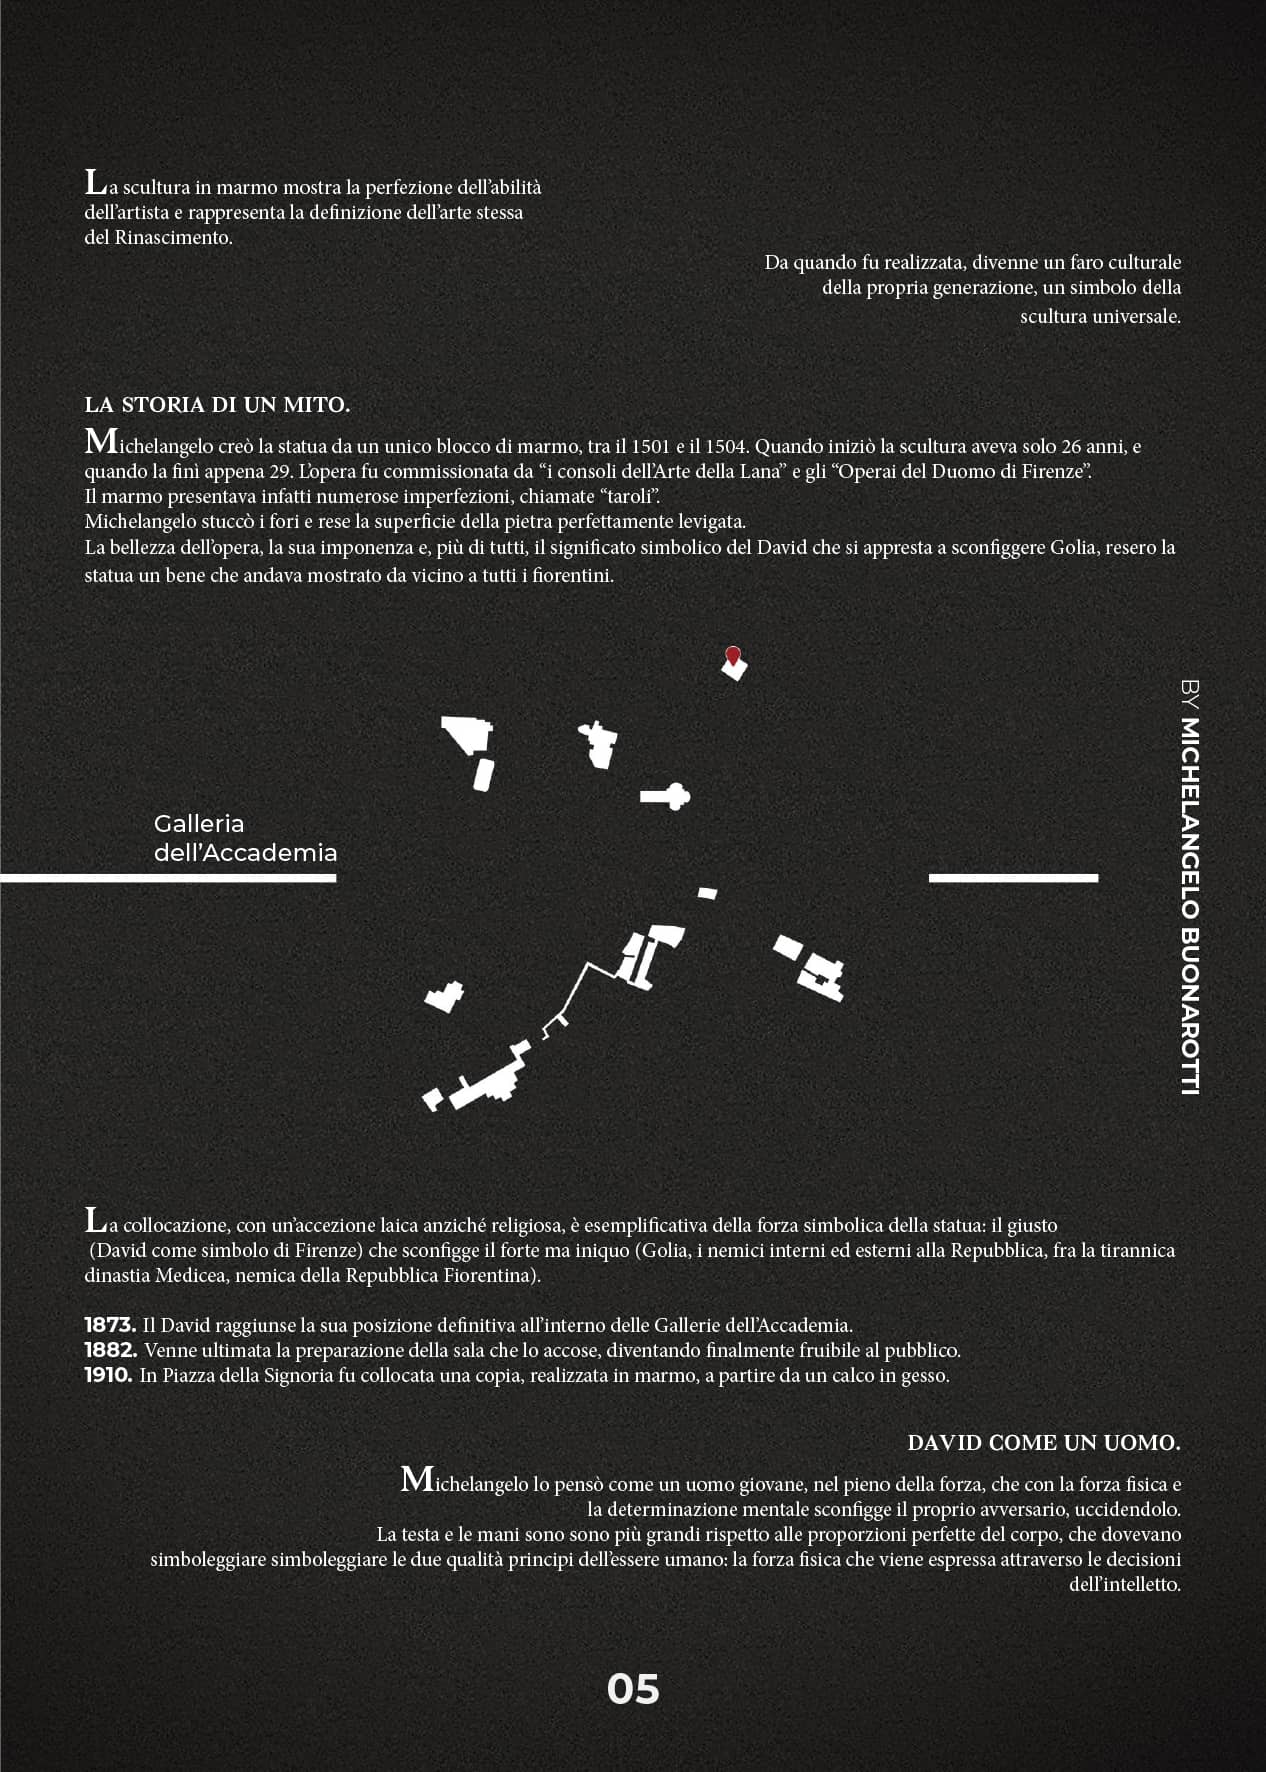 La scultura in marmo mostra la perfezione dell’abilità
dell’artista e rappresenta la definizione dell’arte stessa
del Rinascimento.
Da quando fu realizzata, divenne un faro culturale
della propria generazione, un simbolo della
scultura universale.
LA STORIA DI UN MITO.
Michelangelo creò la statua da un unico blocco di marmo, tra il 1501 e il 1504. Quando iniziò la scultura aveva solo 26 anni, e
quando la finì appena 29. L’opera fu commissionata da “i consoli dell’Arte della Lana” e gli “Operai del Duomo di Firenze”.
Il marmo presentava infatti numerose imperfezioni, chiamate “taroli”.
Michelangelo stuccò i fori e rese la superficie della pietra perfettamente levigata.
La bellezza dell’opera, la sua imponenza e, più di tutti, il significato simbolico del David che si appresta a sconfiggere Golia, resero la
statua un bene che andava mostrato da vicino a tutti i fiorentini.
Galleria
dell’Accademia
BY MICHELANGELO BUONAROTTI
La collocazione, con un’accezione laica anziché religiosa, è esemplificativa della forza simbolica della statua: il giusto
(David come simbolo di Firenze) che sconfigge il forte ma iniquo (Golia, i nemici interni ed esterni alla Repubblica, fra la tirannica
dinastia Medicea, nemica della Repubblica Fiorentina).
1873. Il David raggiunse la sua posizione definitiva all’interno delle Gallerie dell’Accademia.
1882. Venne ultimata la preparazione della sala che lo accose, diventando finalmente fruibile al pubblico.
1910. In Piazza della Signoria fu collocata una copia, realizzata in marmo, a partire da un calco in gesso.
DAVID COME UN UOMO.
Michelangelo lo pensò come un uomo giovane, nel pieno della forza, che con la forza fisica e
la determinazione mentale sconfigge il proprio avversario, uccidendolo.
La testa e le mani sono sono più grandi rispetto alle proporzioni perfette del corpo, che dovevano
simboleggiare simboleggiare le due qualità principi dell’essere umano: la forza fisica che viene espressa attraverso le decisioni
dell’intelletto.
05